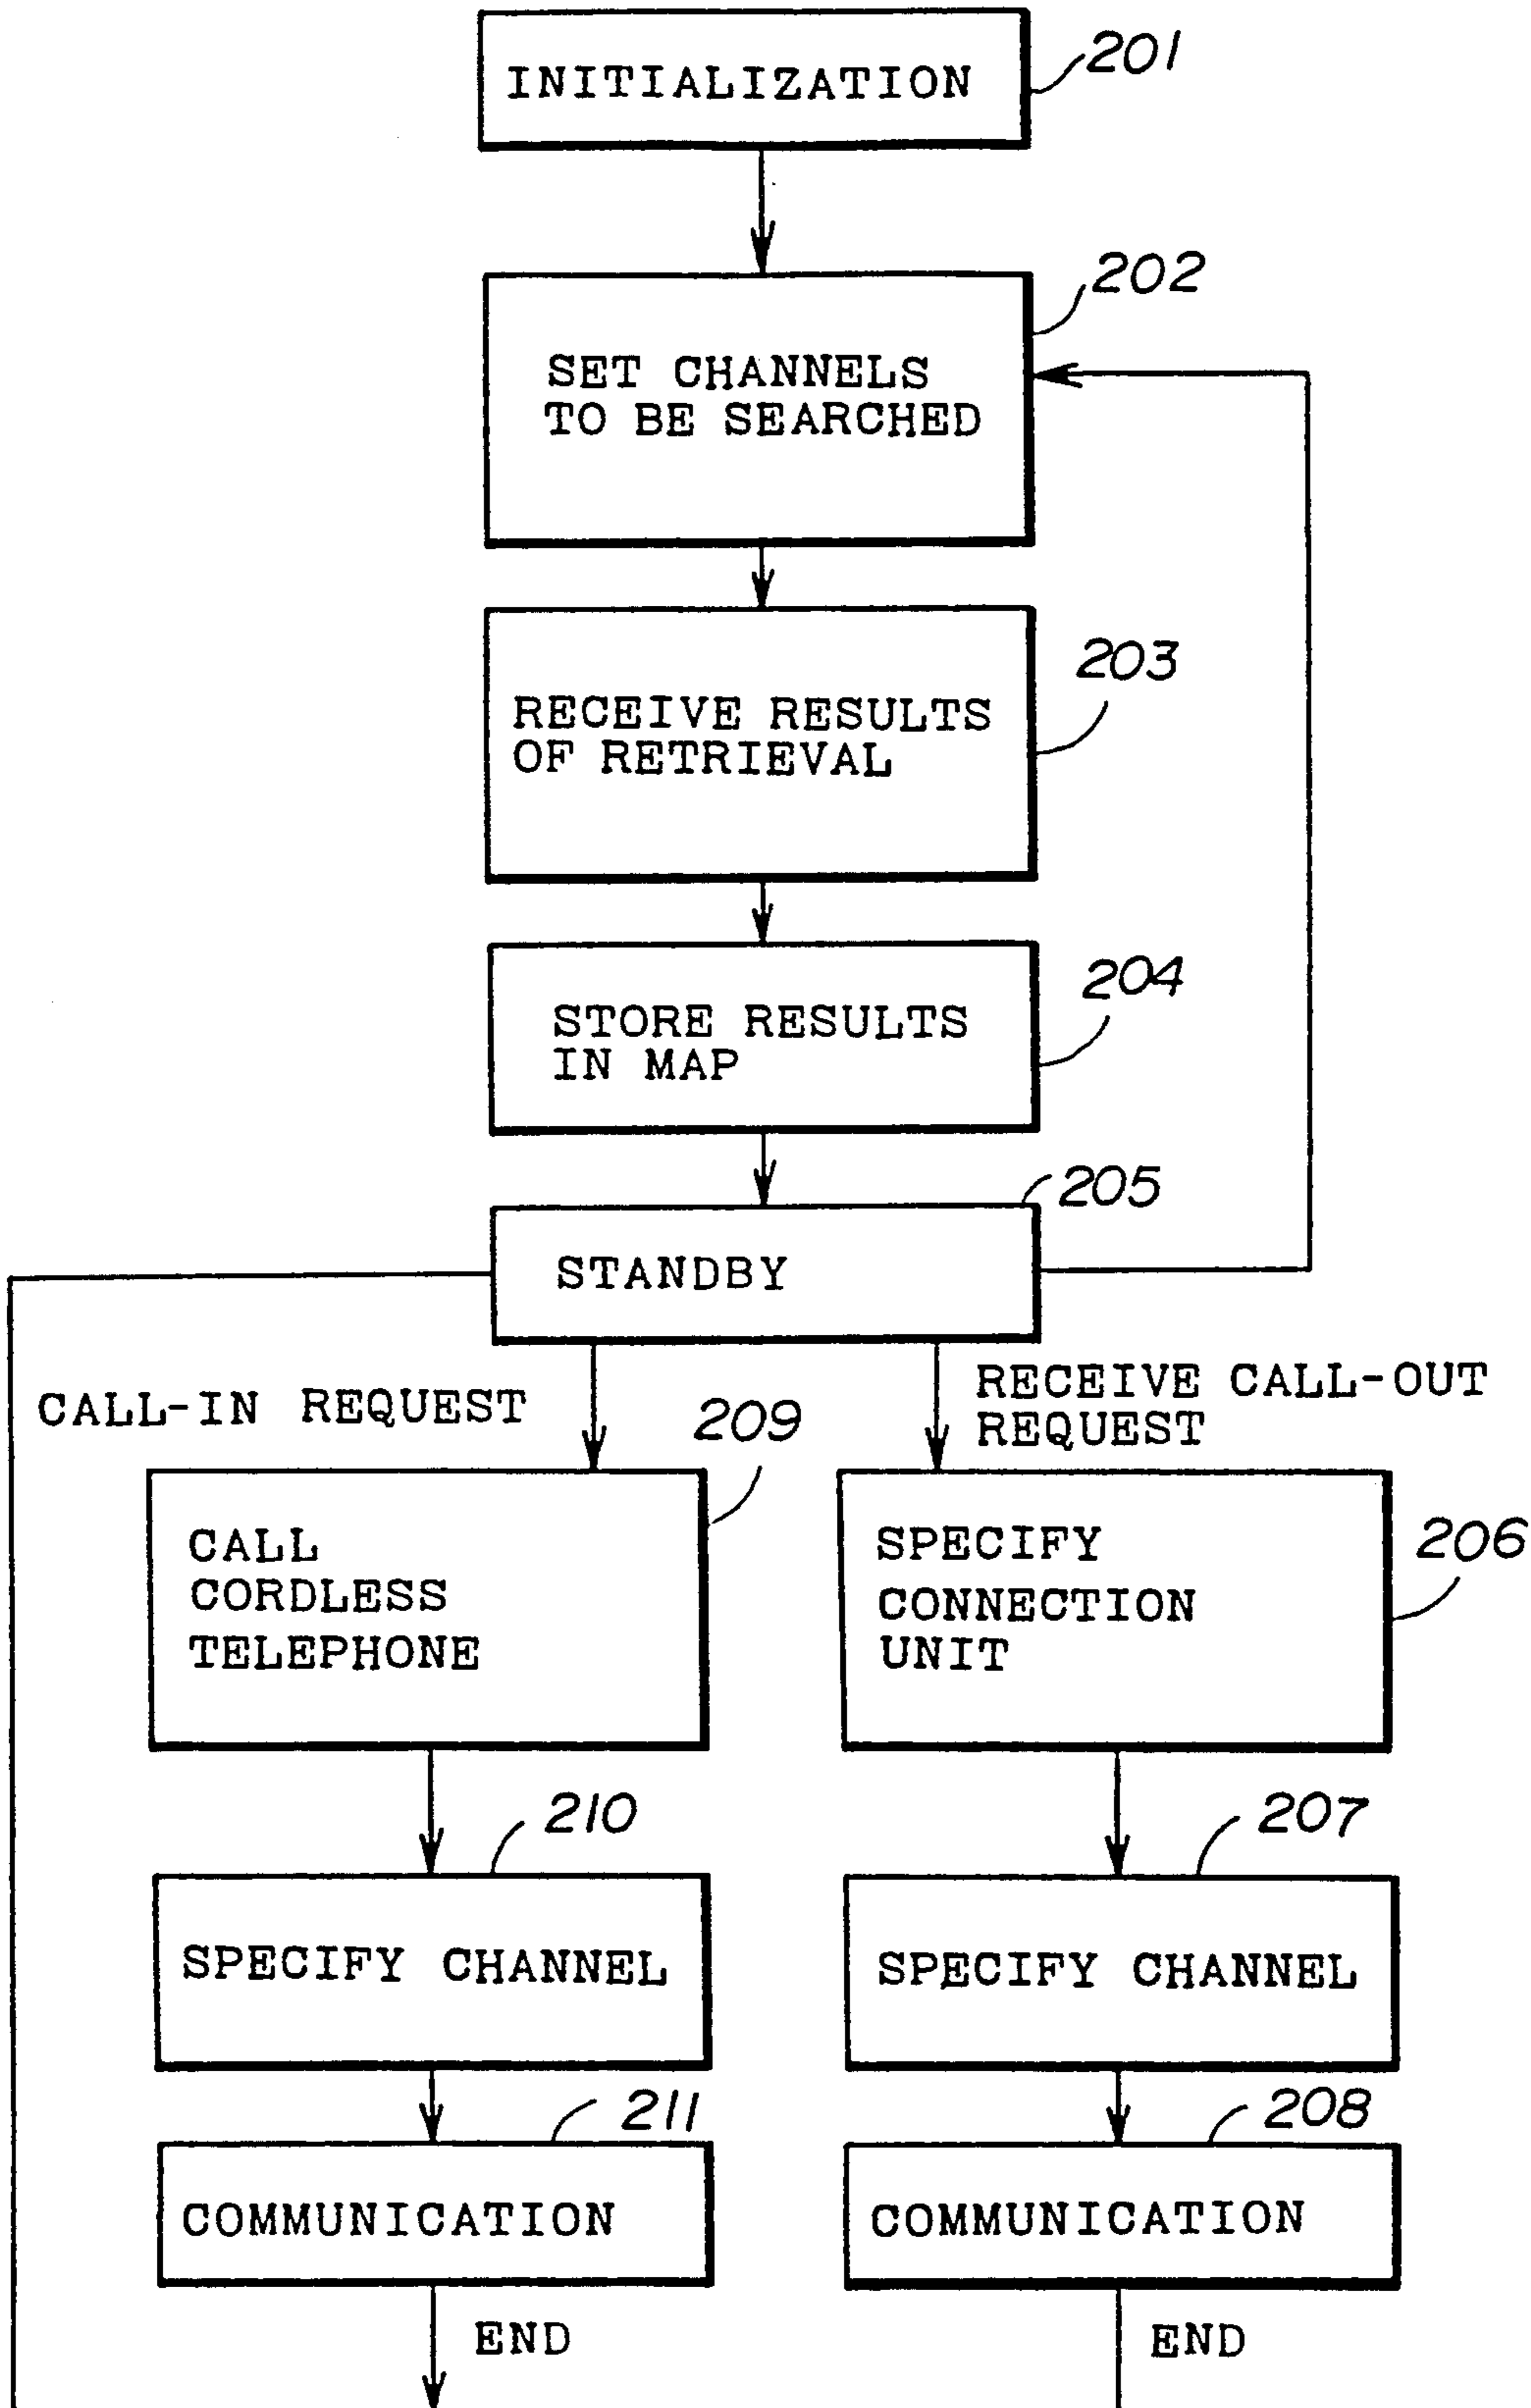 INITIALIZATION
201
202
SET CHANNELS
TO BE SEARCHED
203
RECEIVE RESULTS
OF RETRIEVAL
204
STORE RESULTS
IN MAP
205
STANDBY
CALL-IN REQUEST
RECEIVE CALL-OUT
REQUEST
209
CALL
CORDLESS
TELEPHONE
206
SPECIFY
CONNECTION
UNIT
210
207
SPECIFY CHANNEL
SPECIFY CHANNEL
211
208
COMMUNICATION
COMMUNICATION
END
END